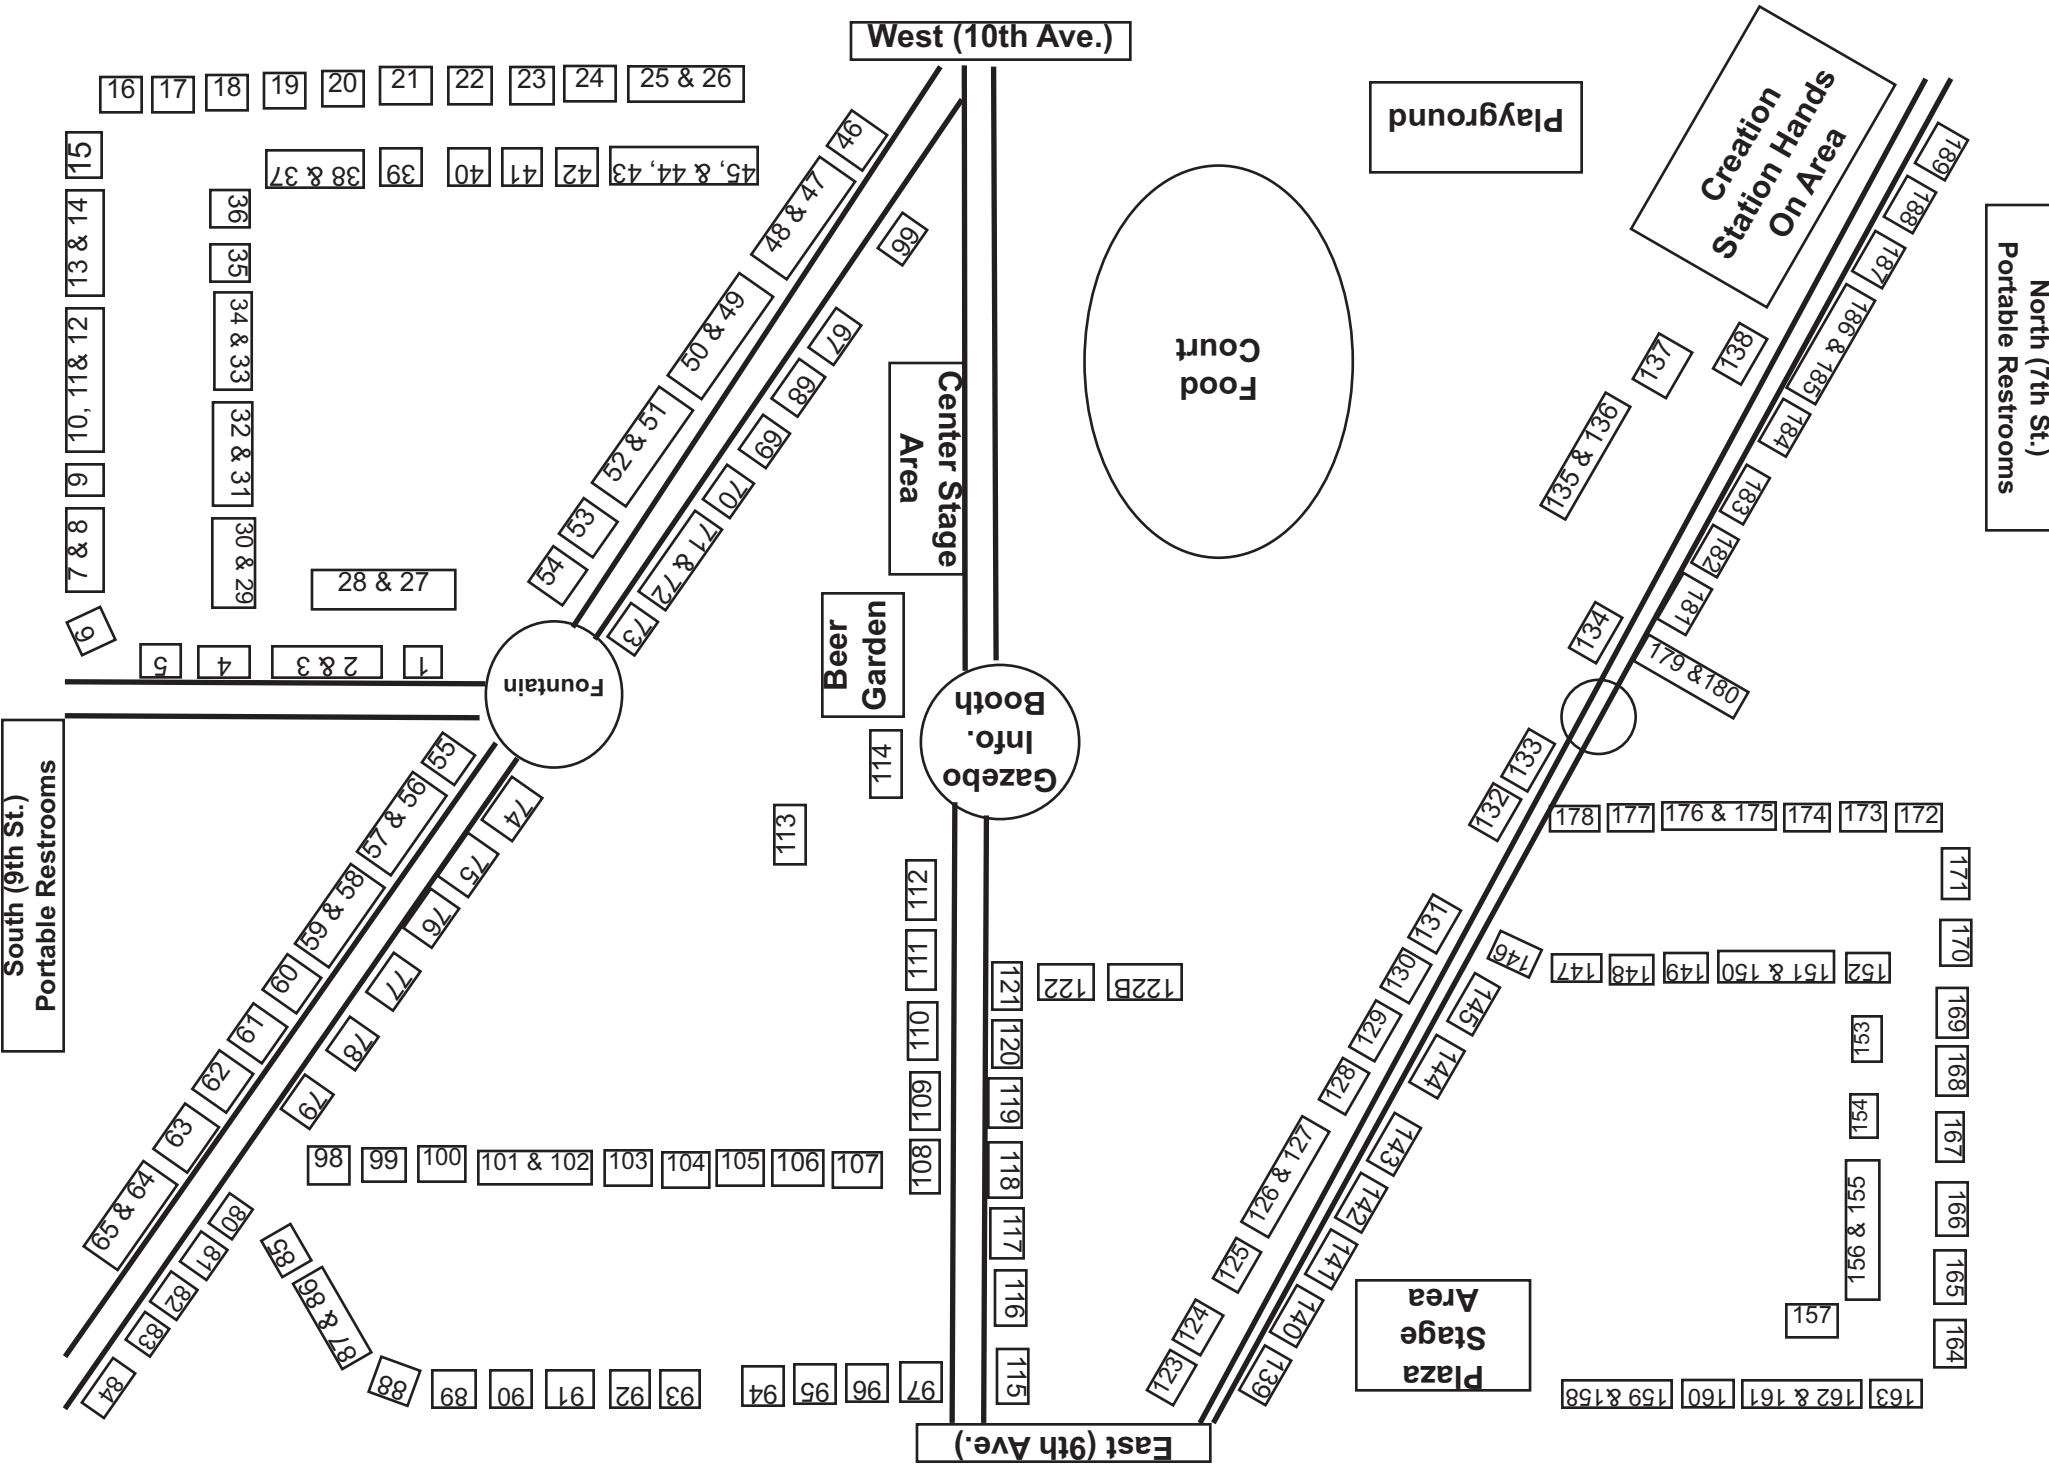 West (10th Ave.)
16
17
18
19
20
21
22
23
24
25 & 26
15
13 & 14
10, 11& 12
9
7 & 8
6
5
4
2 & 3
1
38 & 37
39
40
41
42
45, & 44, 43
36
35
34 & 33
32 & 31
30 & 29
28 & 27
46
48 & 47
50 & 49
52 & 51
53
54
66
67
68
69
70
71 & 72
73
Fountain
South (9th St.)
Portable Restrooms
55
57 & 56
59 & 58
60
61
62
63
65 & 64
74
75
76
77
78
79
80
81
82
83
84
85
87 & 86
88
89
90
91
92
93
94
95
96
97
98
99
100
101 & 102
103
104
105
106
107
108
109
110
111
112
113
114
Center Stage
Area
Beer
Garden
Gazebo
Info.
Booth
Food
Court
Playground
Creation
Station Hands
On Area
North (7th St.)
Portable Restrooms
121
122
122B
120
119
118
117
116
115
123
124
125
126 & 127
128
129
130
131
132
133
134
135 & 136
137
138
139
140
141
142
143
144
145
146
147
148
149
150 & 151
152
153
154
156 & 155
157
159 &158
160
162 & 161
163
164
165
166
167
168
169
170
171
172
173
174
176 & 175
177
178
179 &180
181
182
183
184
186 & 185
187
188
189
Plaza
Stage
Area
East (9th Ave.)